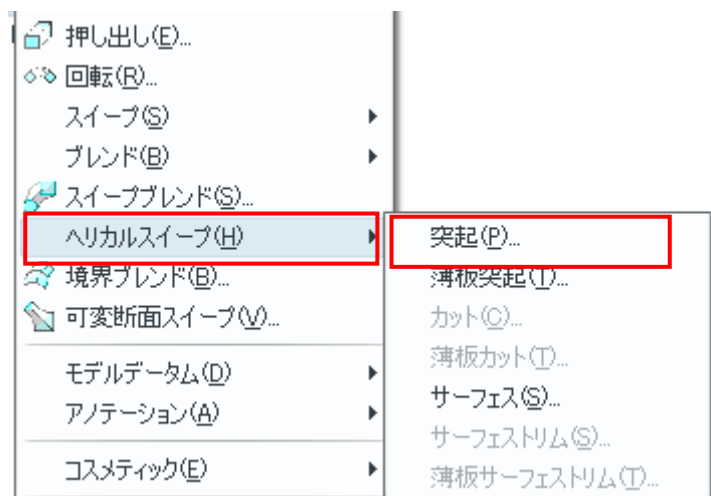 押し出し(E)...
回転(R)...
スイープ(S)
ブレンド(B)
スイープブレンド(S)...
ヘリカルスイープ(H)
境界ブレンド(B)...
可変断面スイープ(V)...
モデルデータム(D)
アノテーション(A)
コスメティック(E)
突起(P)...
薄板突起(T)...
カット(C)...
薄板カット(T)...
サーフェス(S)...
サーフェストリム(S)...
薄板サーフェストリム(T)...